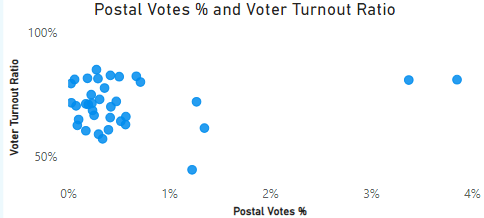 Postal Votes % and Voter Turnout Ratio
100%
Voter Turnout Ratio
50%
0% 1% 2% 3% 4%
Postal Votes %